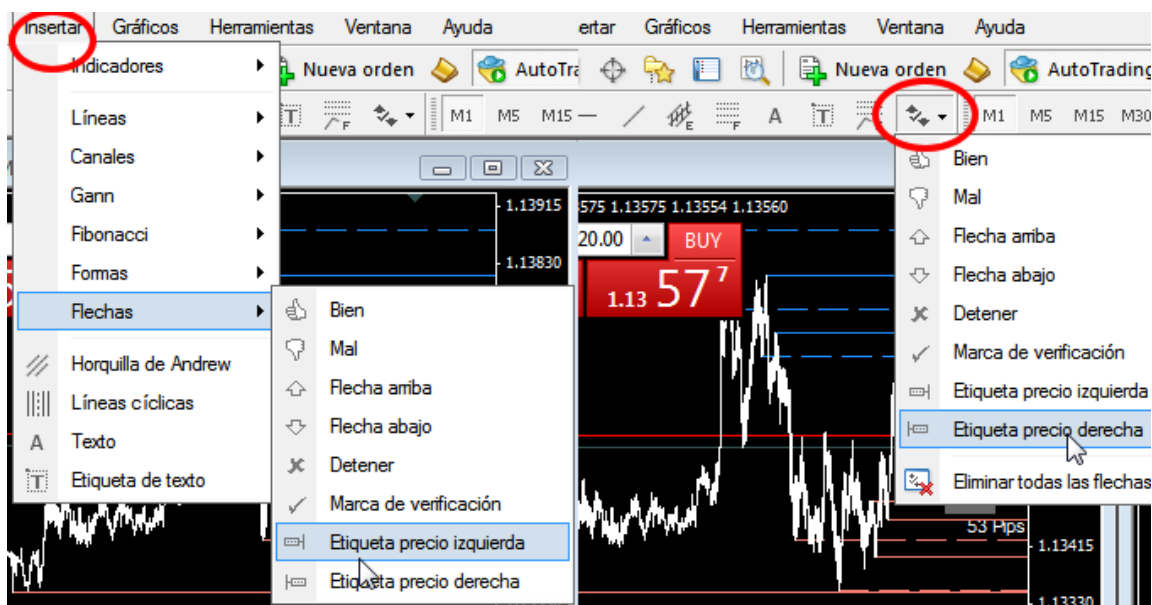 Insertar Gráficos Herramientas Ventana Ayuda
Indicadores
Nueva orden AutoTra
F M1 M5 M15
Líneas
Canales
Gann
Fibonacci
Formas
Flechas
Horquilla de Andrew
Líneas cíclicas
A Texto
T Etiqueta de texto
1.13915
1.13830
Bien
Mal
Flecha arriba
Flecha abajo
Detener
Marca de verificación
Etiqueta precio izquierda
Etiqueta precio derecha
ertar Gráficos Herramientas Ventana Ayuda
Nueva orden AutoTrading
E F A T M1 M5 M15 M30
3575 1.13575 1.13554 1.13560
20.00 BUY
1.13 57 7
Bien
Mal
Flecha arriba
Flecha abajo
Detener
Marca de verificación
Etiqueta precio izquierda
Etiqueta precio derecha
Eliminar todas las flechas
53 Pips
1.13415
1.13330